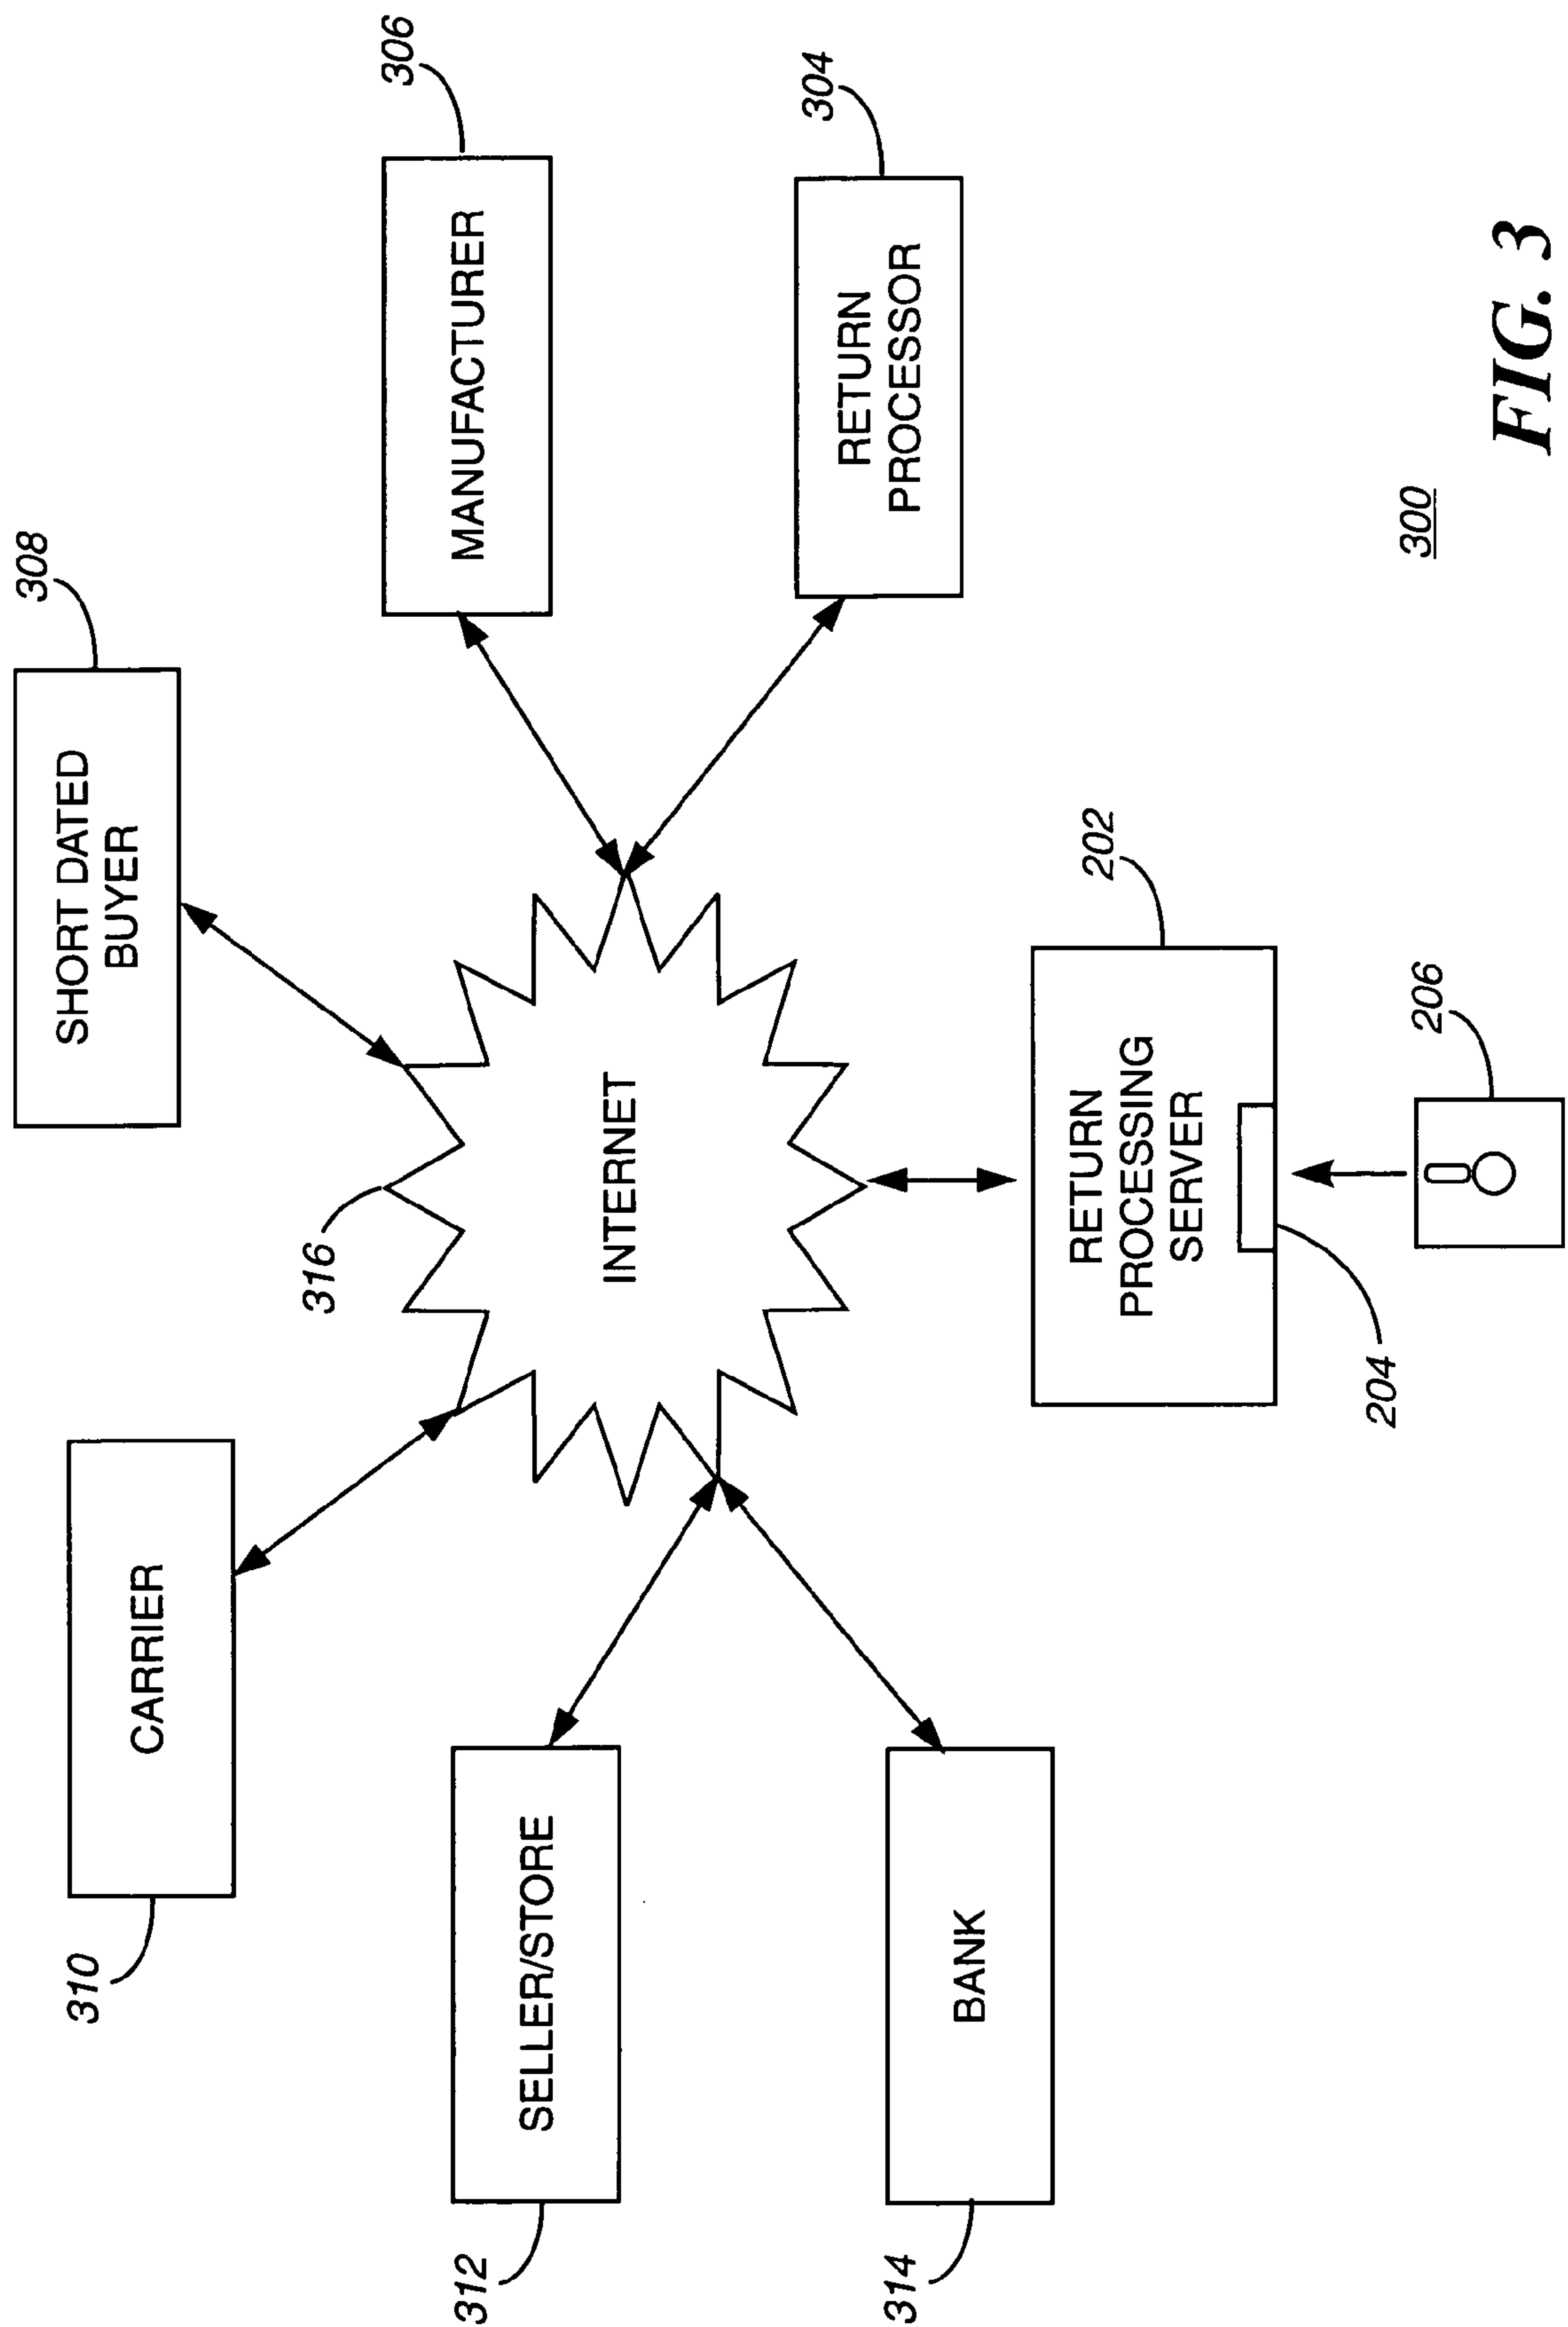 310
CARRIER
308
SHORT DATED
BUYER
316
312
SELLER/STORE
INTERNET
MANUFACTURER
306
314
BANK
RETURN
PROCESSOR
304
RETURN
PROCESSING
SERVER
202
204
206
300
FIG. 3